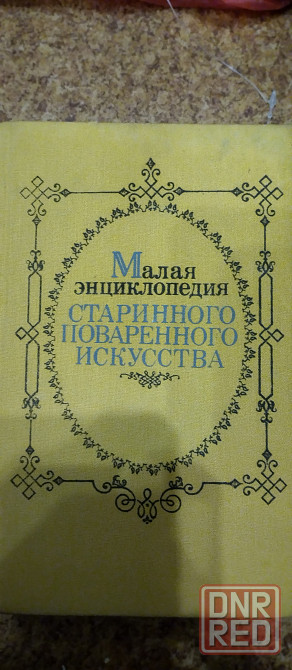 Малая
энциклопедия
СТАРИННОГО
ПОВАРЕННОГО
ИСКУССТВА
DNR
RED